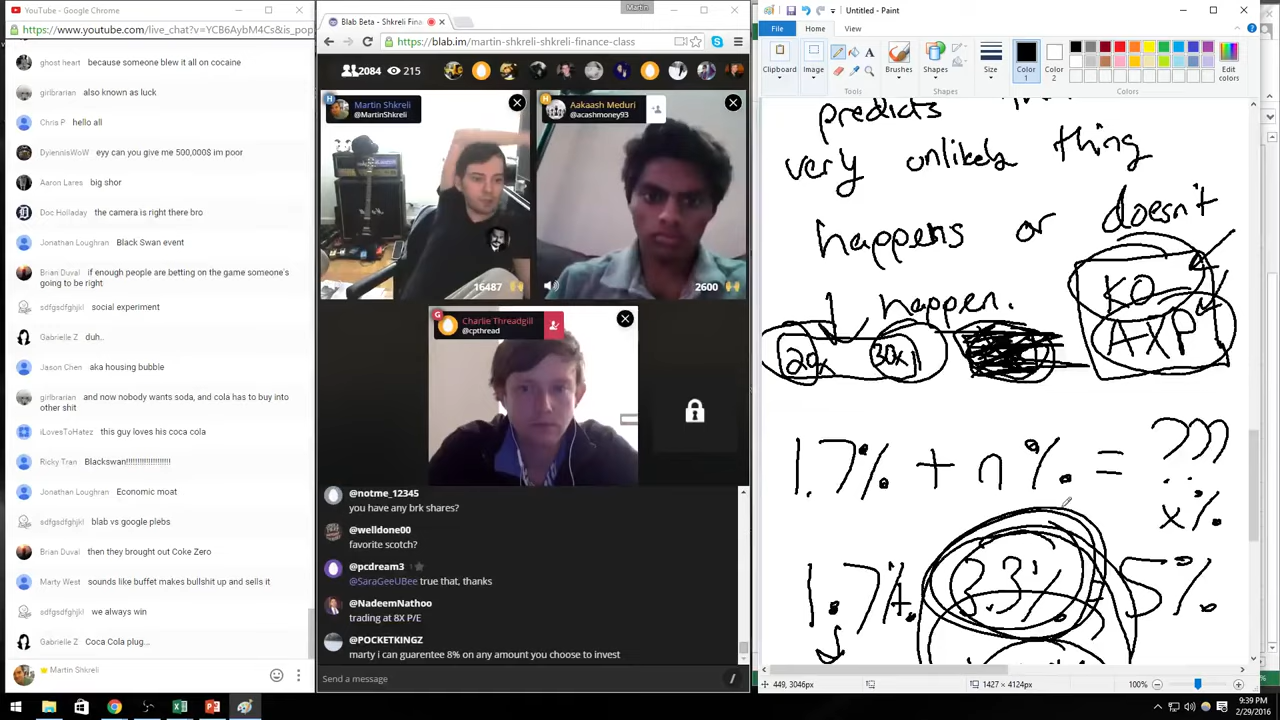 YouTube - Google Chrome
https://www.youtube.com/live_chat?v=YCB6AybM4Cs&is_pop
ghost heart because someone blew it all on cocaine
girlbrarian also known as luck
Chris P hello all
DyiennisWoW eyy can you give me 500,000$ im poor
Aaron Lares big shor
Doc Holladay the camera is right there bro
Jonathan Loughran Black Swan event
Brian Duval if enough people are betting on the game someone's
going to be right
sdfgsdfghjkl social experiment
Gabrielle Z duh..
Jason Chen aka housing bubble
girlbrarian and now nobody wants soda, and cola has to buy into
other shit
iLovesToHatez this guy loves his coca cola
Ricky Tran Blackswan!!!!!!!!!!!!!!!!!!!!!
Jonathan Loughran Economic moat
sdfgsdfghjkl blab vs google plebs
Brian Duval then they brought out Coke Zero
Marty West sounds like buffet makes bullshit up and sells it
sdfgsdfghjkl we always win
Gabrielle Z Coca Cola plug...
Martin Shkreli
Martin
Blab Beta - Shkreli Fina
https://blab.im/martin-shkreli-shkreli-finance-class
2084 215
H Martin Shkreli
@MartinShkreli
16487
H Aakaash Meduri
@acashmoney93
2600
G Charlie Threadgill
@cpthread
@notme_12345
you have any brk shares?
@welldone00
favorite scotch?
@pcdream3
@SaraGeeUBee true that, thanks
@NadeemNathoo
trading at 8X P/E
@POCKETKINGZ
marty i can guarentee 8% on any amount you choose to invest
Send a message
Untitled - Paint
File Home View
Clipboard Image Tools Brushes Shapes Size Color 1 Color 2 Colors Edit colors
predicts
very unlikely thing
happens or doesn't
happen.
KO
AXP
20x 30x
1.7% + n% = ???
x%
1.7% 3.3% 5%
449, 3046px 1427 × 4124px 100%
9:39 PM
2/29/2016